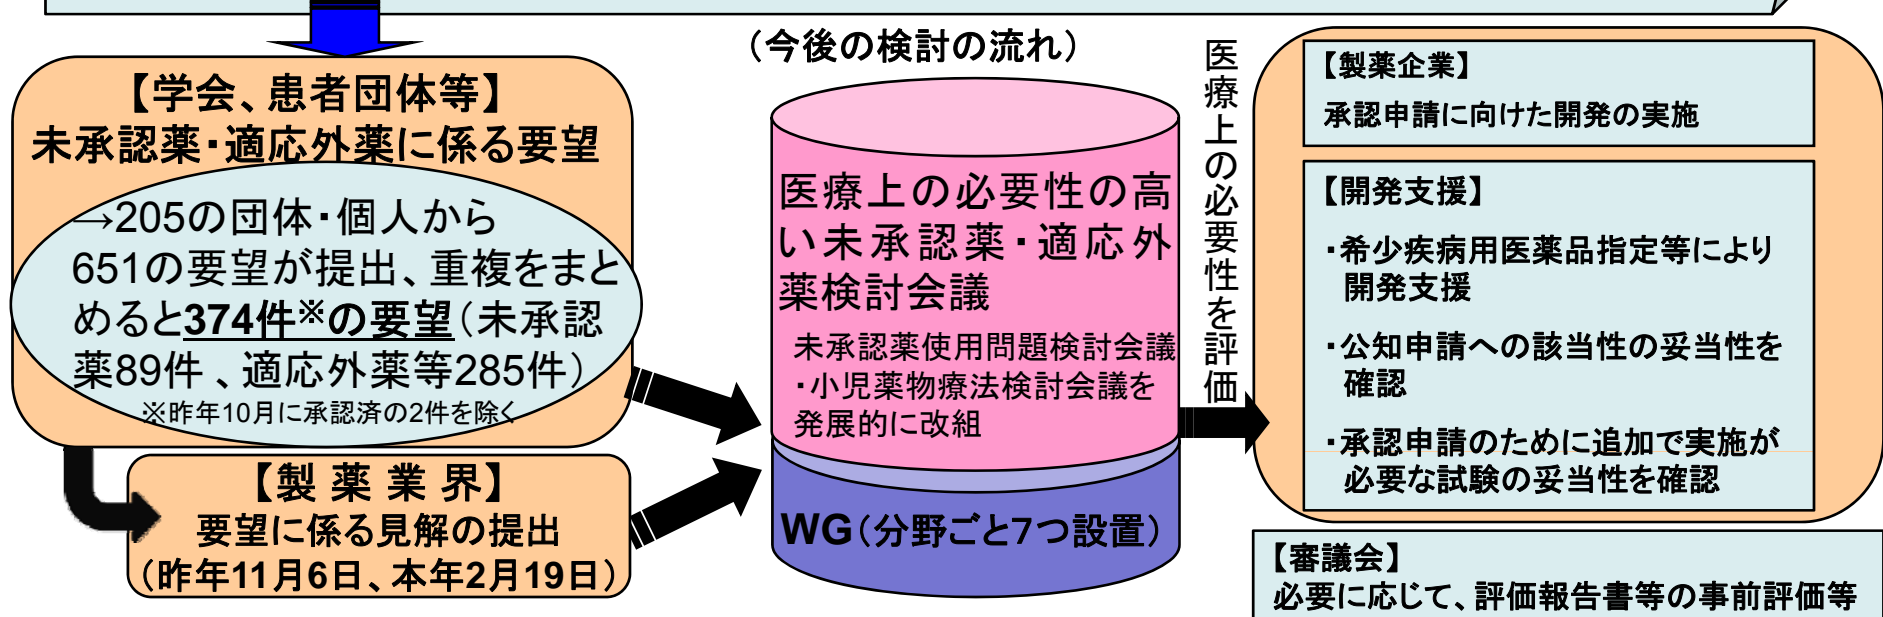 （今後の検討の流れ）
【学会、患者団体等】
未承認薬・適応外薬に係る要望
→205の団体・個人から
651の要望が提出、重複をまと
めると374件※の要望（未承認
薬89件 、適応外薬等285件）
※昨年10月に承認済の2件を除く
【製 薬 業 界】
要望に係る見解の提出
（昨年11月6日、本年2月19日）
医療上の必要性の高
い未承認薬・適応外
薬検討会議
未承認薬使用問題検討会議
・小児薬物療法検討会議を
発展的に改組
WG（分野ごと7つ設置）
医療上の必要性を評価
【製薬企業】
承認申請に向けた開発の実施
【開発支援】
・希少疾病用医薬品指定等により
開発支援
・公知申請への該当性の妥当性を
確認
・承認申請のために追加で実施が
必要な試験の妥当性を確認
【審議会】
必要に応じて、評価報告書等の事前評価等